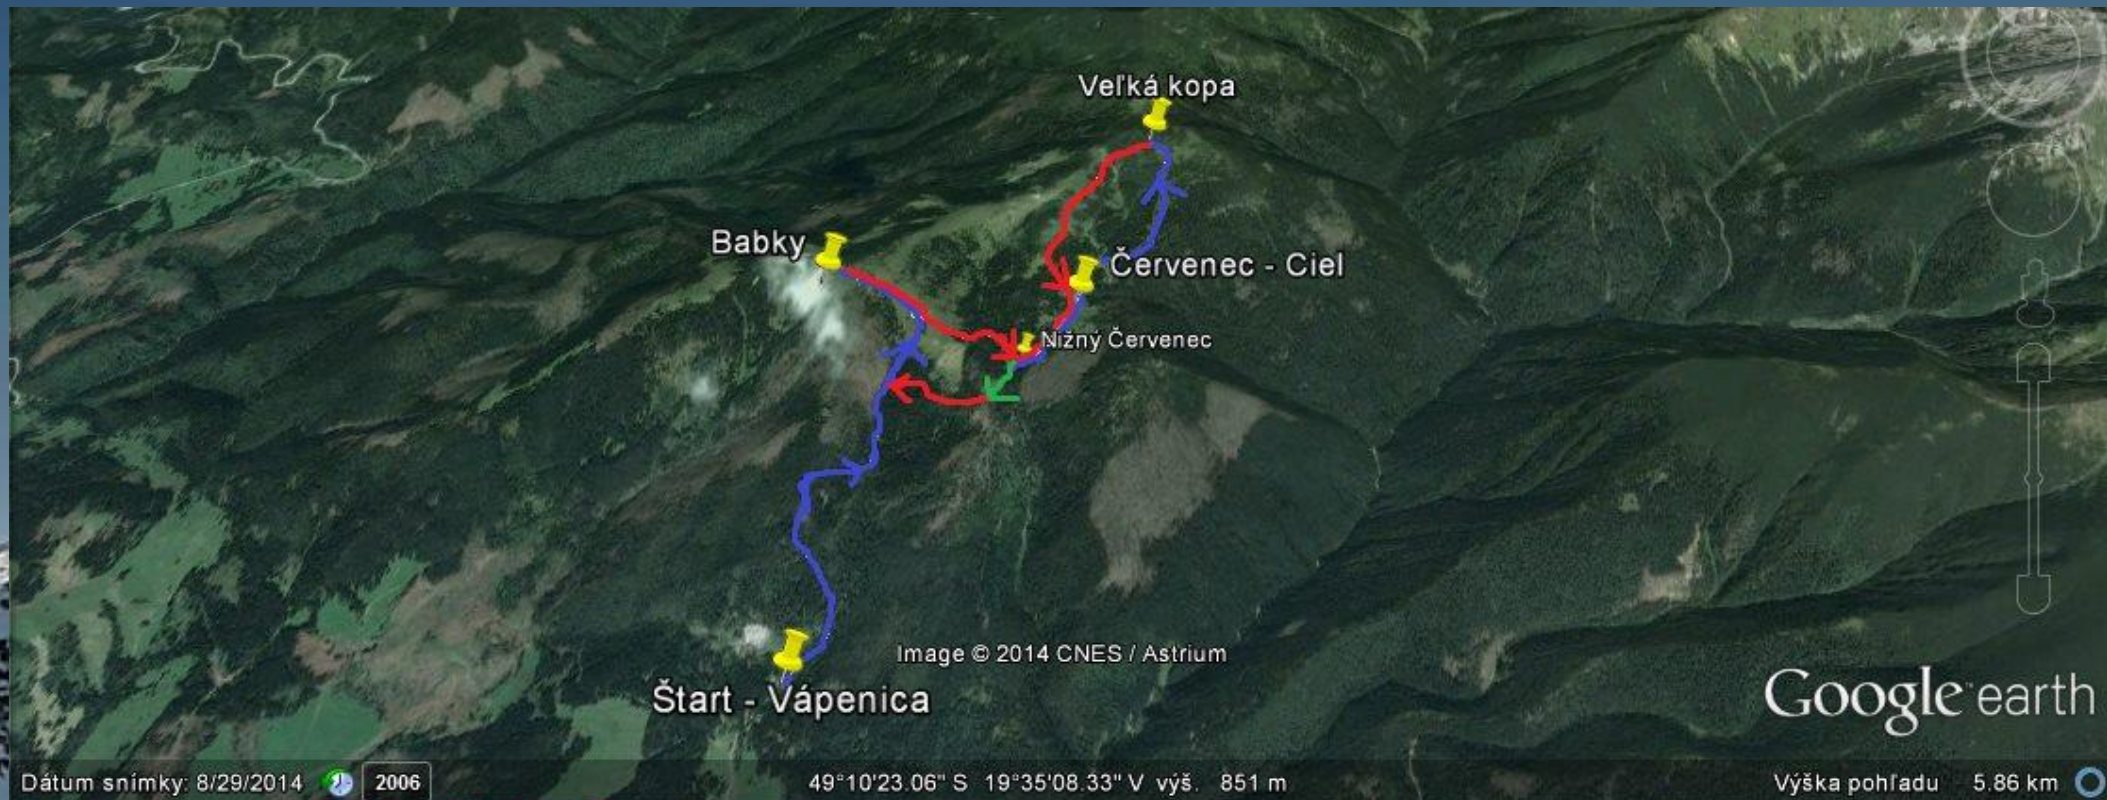 Veľká kopa
Babky
Červenec - Ciel
Nižný Červenec
Image © 2014 CNES / Astrium
Štart - Vápenica
Google earth
Dátum snímky: 8/29/2014 2006 49°10'23.06" S 19°35'08.33" V výš. 851 m Výška pohľadu 5.86 km